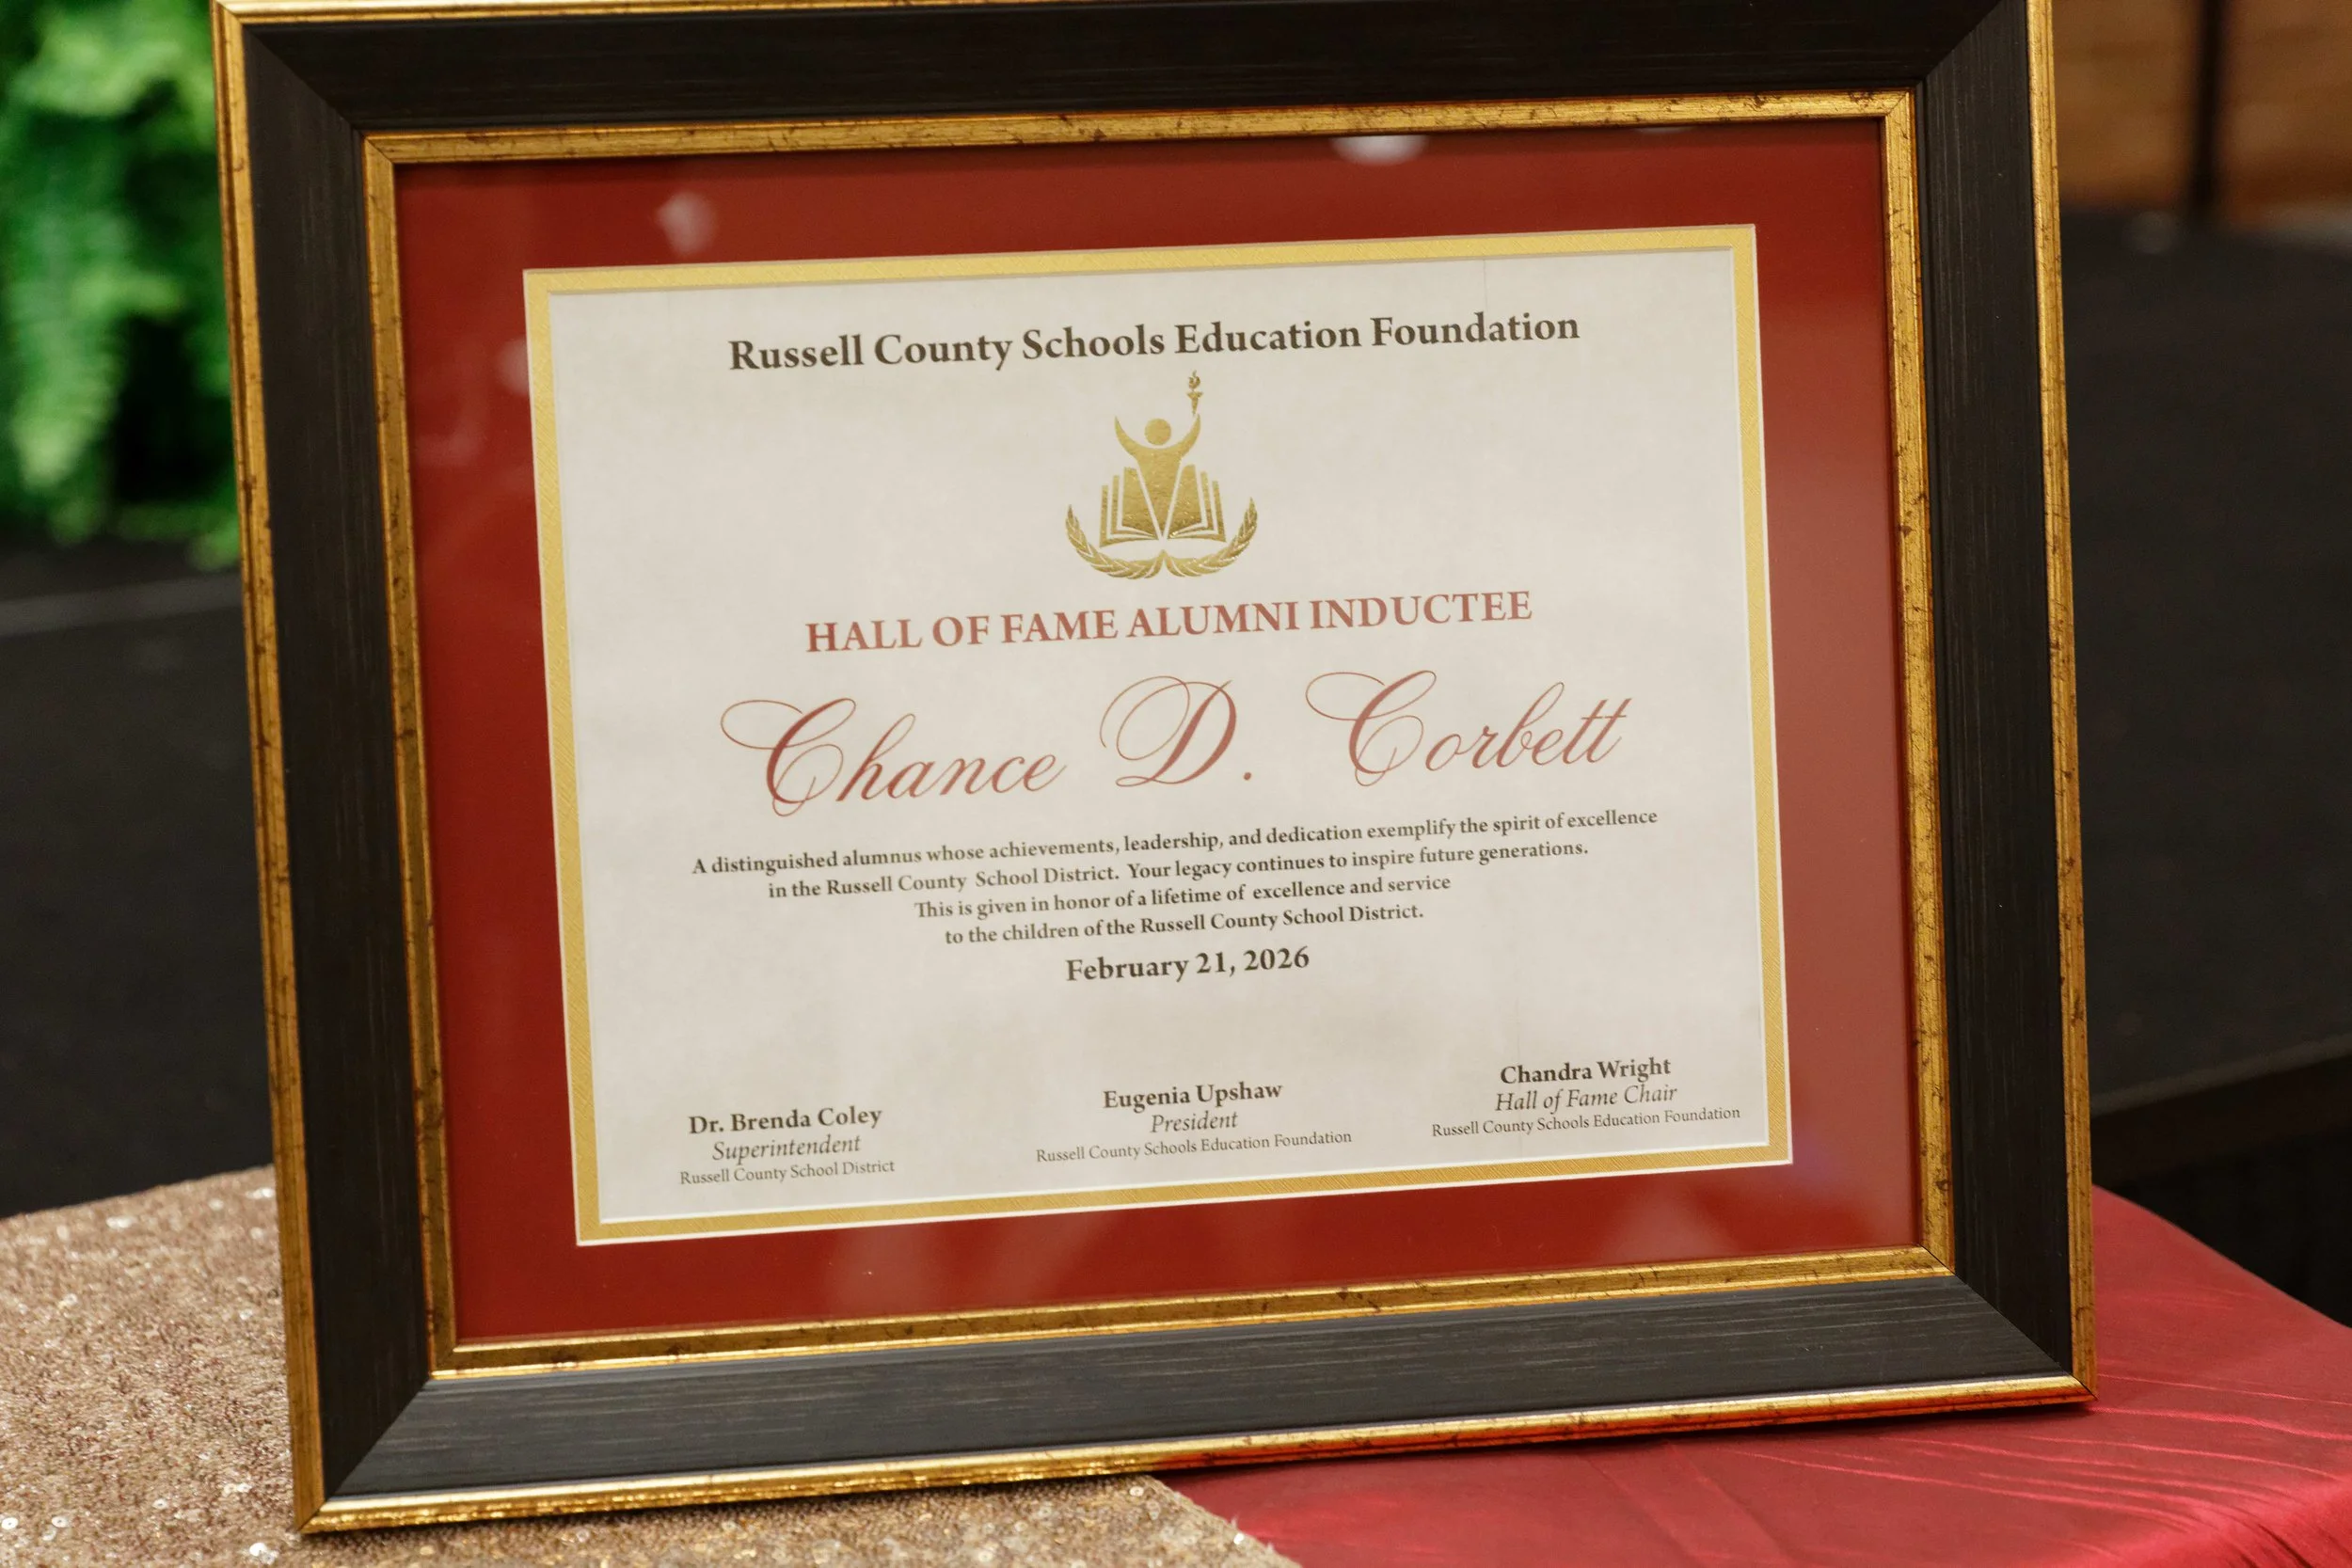 Russell County Schools Education Foundation
HALL OF FAME ALUMNI INDUCTEE
Chance D. Corbett
A distinguished alumnus whose achievements, leadership, and dedication exemplify the spirit of excellence
in the Russell County School District. Your legacy continues to inspire future generations.
This is given in honor of a lifetime of excellence and service
to the children of the Russell County School District.
February 21, 2026
Dr. Brenda Coley
Superintendent
Russell County School District
Eugenia Upshaw
President
Russell County Schools Education Foundation
Chandra Wright
Hall of Fame Chair
Russell County Schools Education Foundation